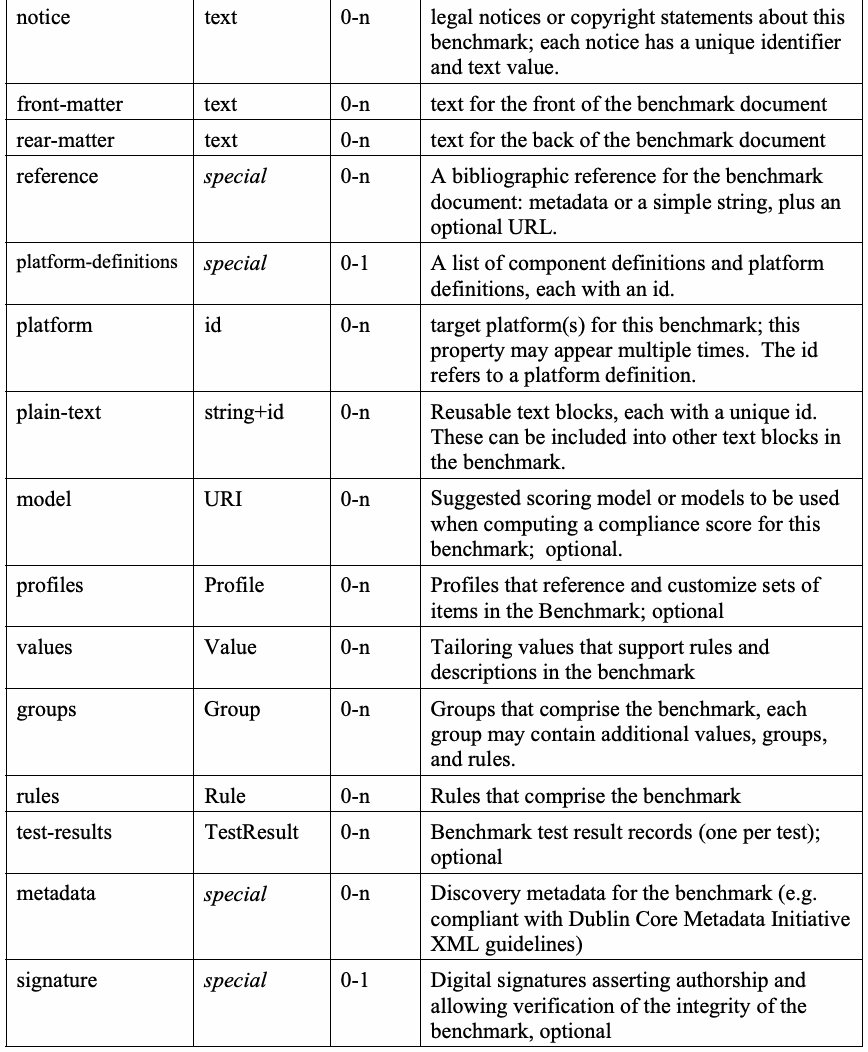 notice text 0-n legal notices or copyright statements about this
benchmark; each notice has a unique identifier
and text value.
front-matter text 0-n text for the front of the benchmark document
rear-matter text 0-n text for the back of the benchmark document
reference special 0-n A bibliographic reference for the benchmark
document: metadata or a simple string, plus an
optional URL.
platform-definitions special 0-1 A list of component definitions and platform
definitions, each with an id.
platform id 0-n target platform(s) for this benchmark; this
property may appear multiple times.  The id
refers to a platform definition.
plain-text string+id 0-n Reusable text blocks, each with a unique id.
These can be included into other text blocks in
the benchmark.
model URI 0-n Suggested scoring model or models to be used
when computing a compliance score for this
benchmark;  optional.
profiles Profile 0-n Profiles that reference and customize sets of
items in the Benchmark; optional
values Value 0-n Tailoring values that support rules and
descriptions in the benchmark
groups Group 0-n Groups that comprise the benchmark, each
group may contain additional values, groups,
and rules.
rules Rule 0-n Rules that comprise the benchmark
test-results TestResult 0-n Benchmark test result records (one per test);
optional
metadata special 0-n Discovery metadata for the benchmark (e.g.
compliant with Dublin Core Metadata Initiative
XML guidelines)
signature special 0-1 Digital signatures asserting authorship and
allowing verification of the integrity of the
benchmark, optional